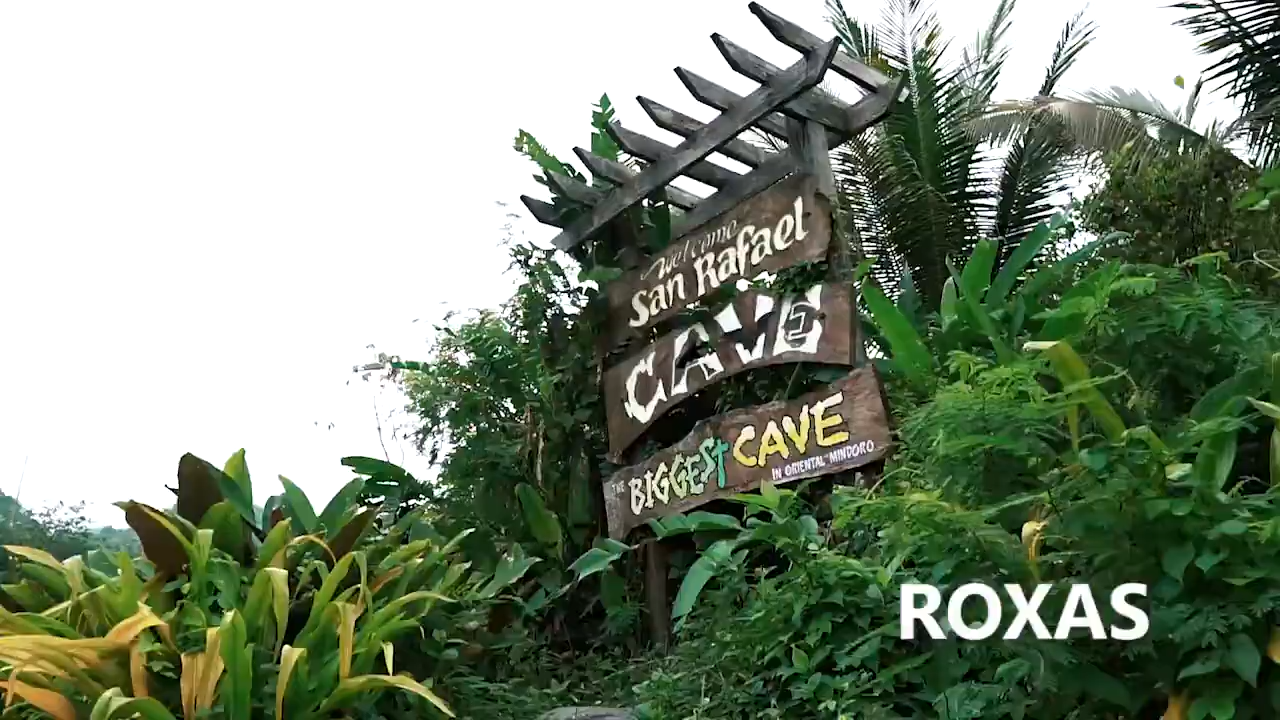 Welcome
San Rafael
CAVE
THE BIGGEST CAVE
IN ORIENTAL MINDORO
ROXAS